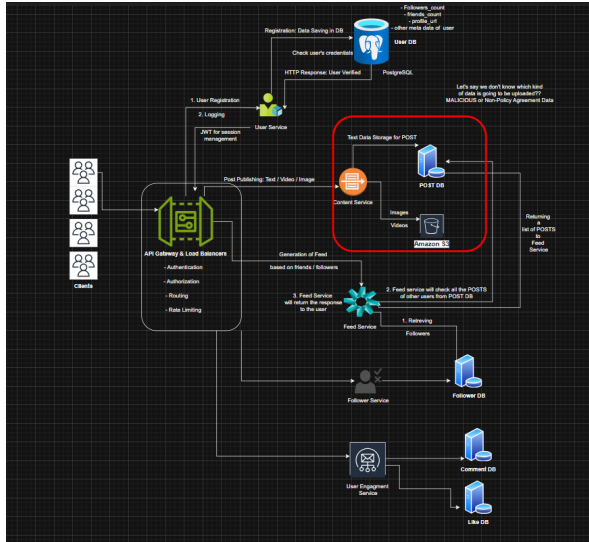 - Followers_count
- friends_count
- profile_url
- other meta data of user
User DB
Registration: Data Saving in DB
Check user's credentials
HTTP Response: User Verified
PostgreSQL
Let's say we don't know which kind
of data is going to be uploaded??
MALICIOUS or Non-Policy Agreement Data
1. User Registration
2. Logging
User Service
JWT for session
management
Text Data Storage for POST
POST DB
Post Publishing: Text / Video / Image
Content Service
Images
Videos
Amazon S3
Returning
a
list of POSTS
to
Feed
Service
Clients
API Gateway & Load Balancers
- Authentication
- Authorization
- Routing
- Rate Limiting
Generation of Feed
based on friends / followers
3. Feed Service
will return the response
to the user
2. Feed service will check all the POSTS
of other users from POST DB
Feed Service
1. Retreving
Followers
Follower Service
Follower DB
User Engagment
Service
Comment DB
Like DB